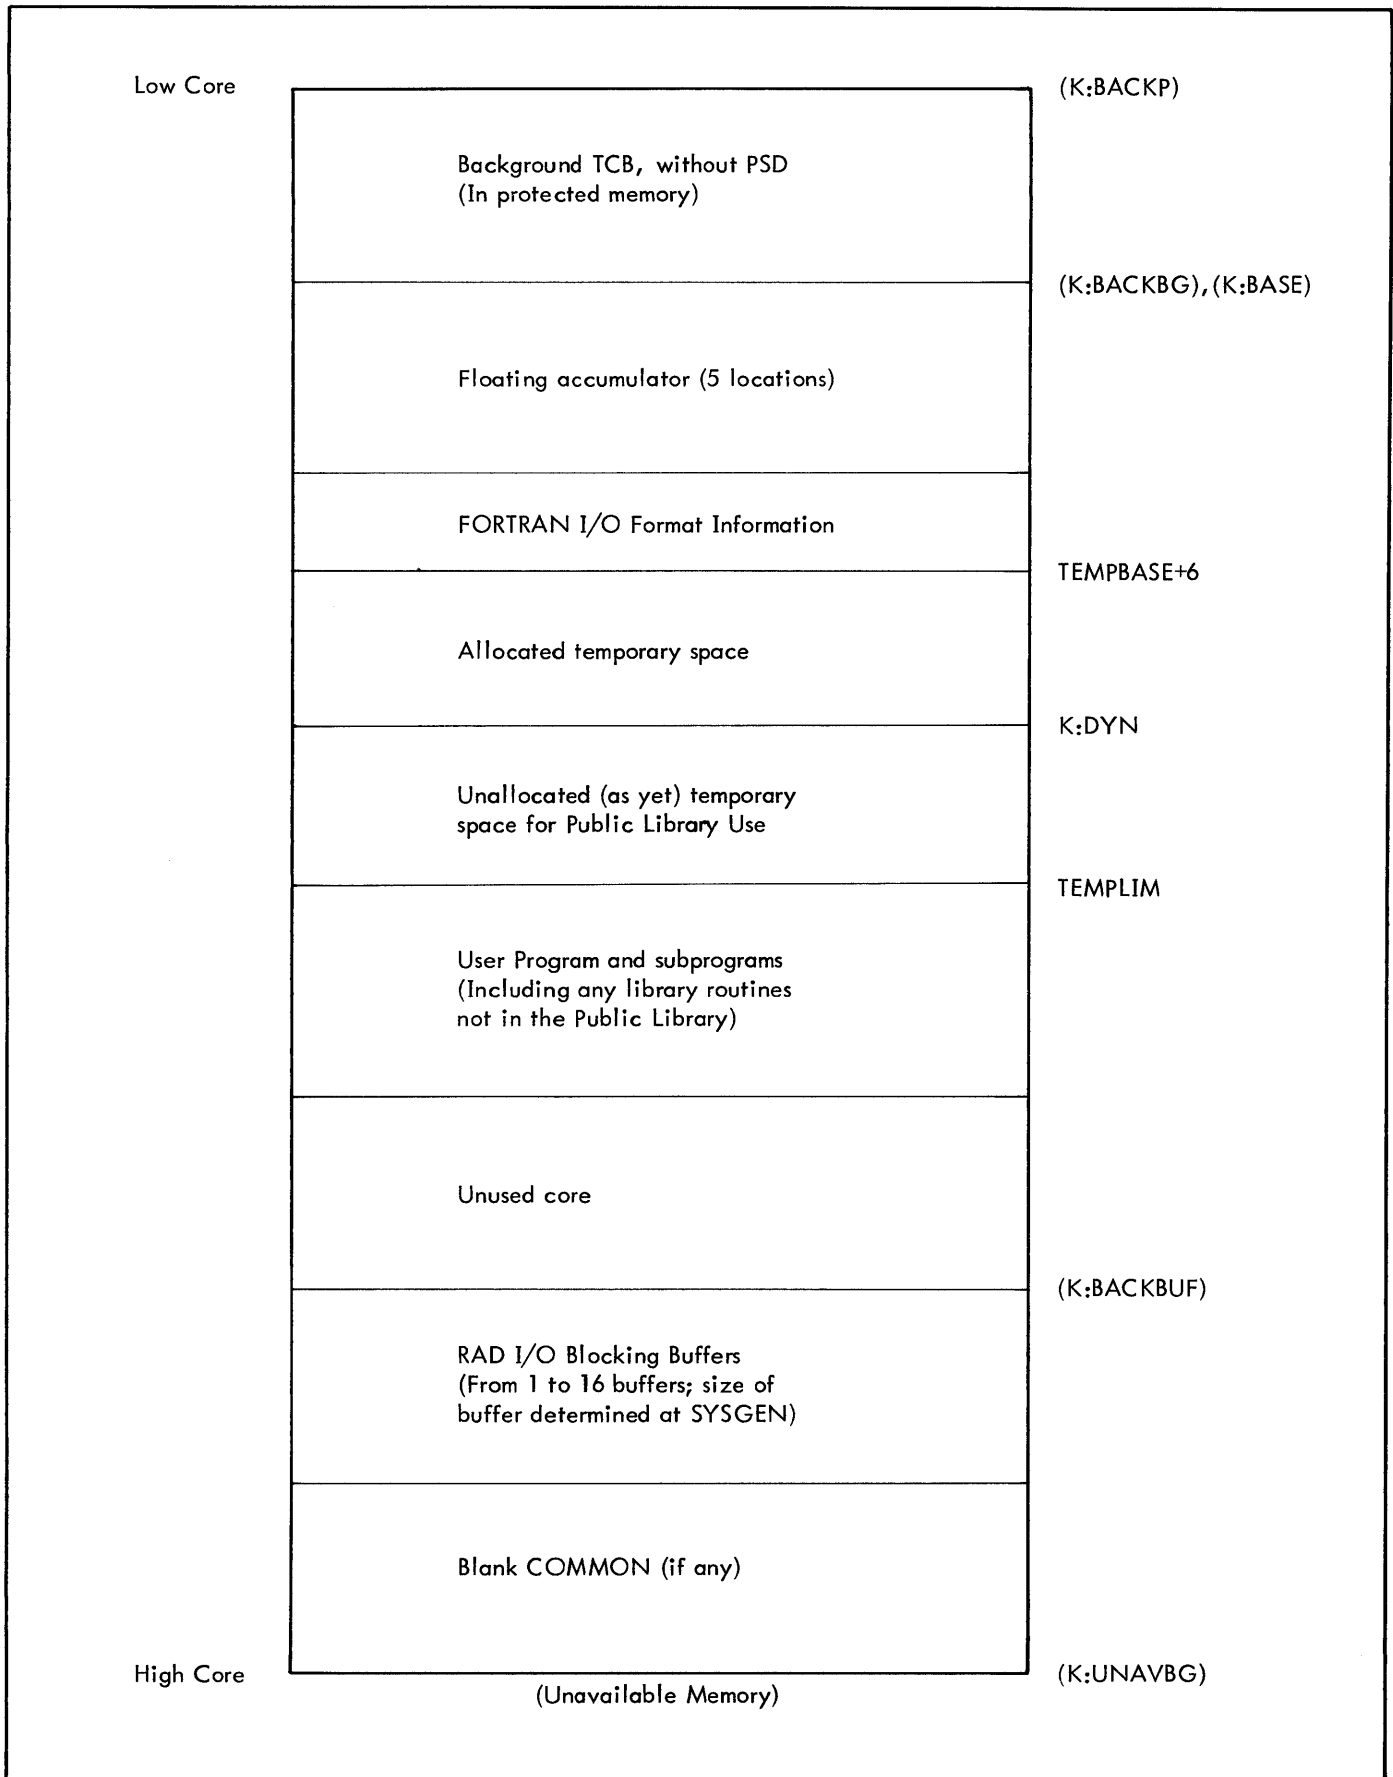 Low Core
(K:BACKP)
Background TCB, without PSD
(In protected memory)
(K:BACKBG), (K:BASE)
Floating accumulator (5 locations)
FORTRAN I/O Format Information
TEMPBASE+6
Allocated temporary space
K:DYN
Unallocated (as yet) temporary
space for Public Library Use
TEMPLIM
User Program and subprograms
(Including any library routines
not in the Public Library)
Unused core
(K:BACKBUF)
RAD I/O Blocking Buffers
(From 1 to 16 buffers; size of
buffer determined at SYSGEN)
Blank COMMON (if any)
High Core
(K:UNAVBG)
(Unavailable Memory)